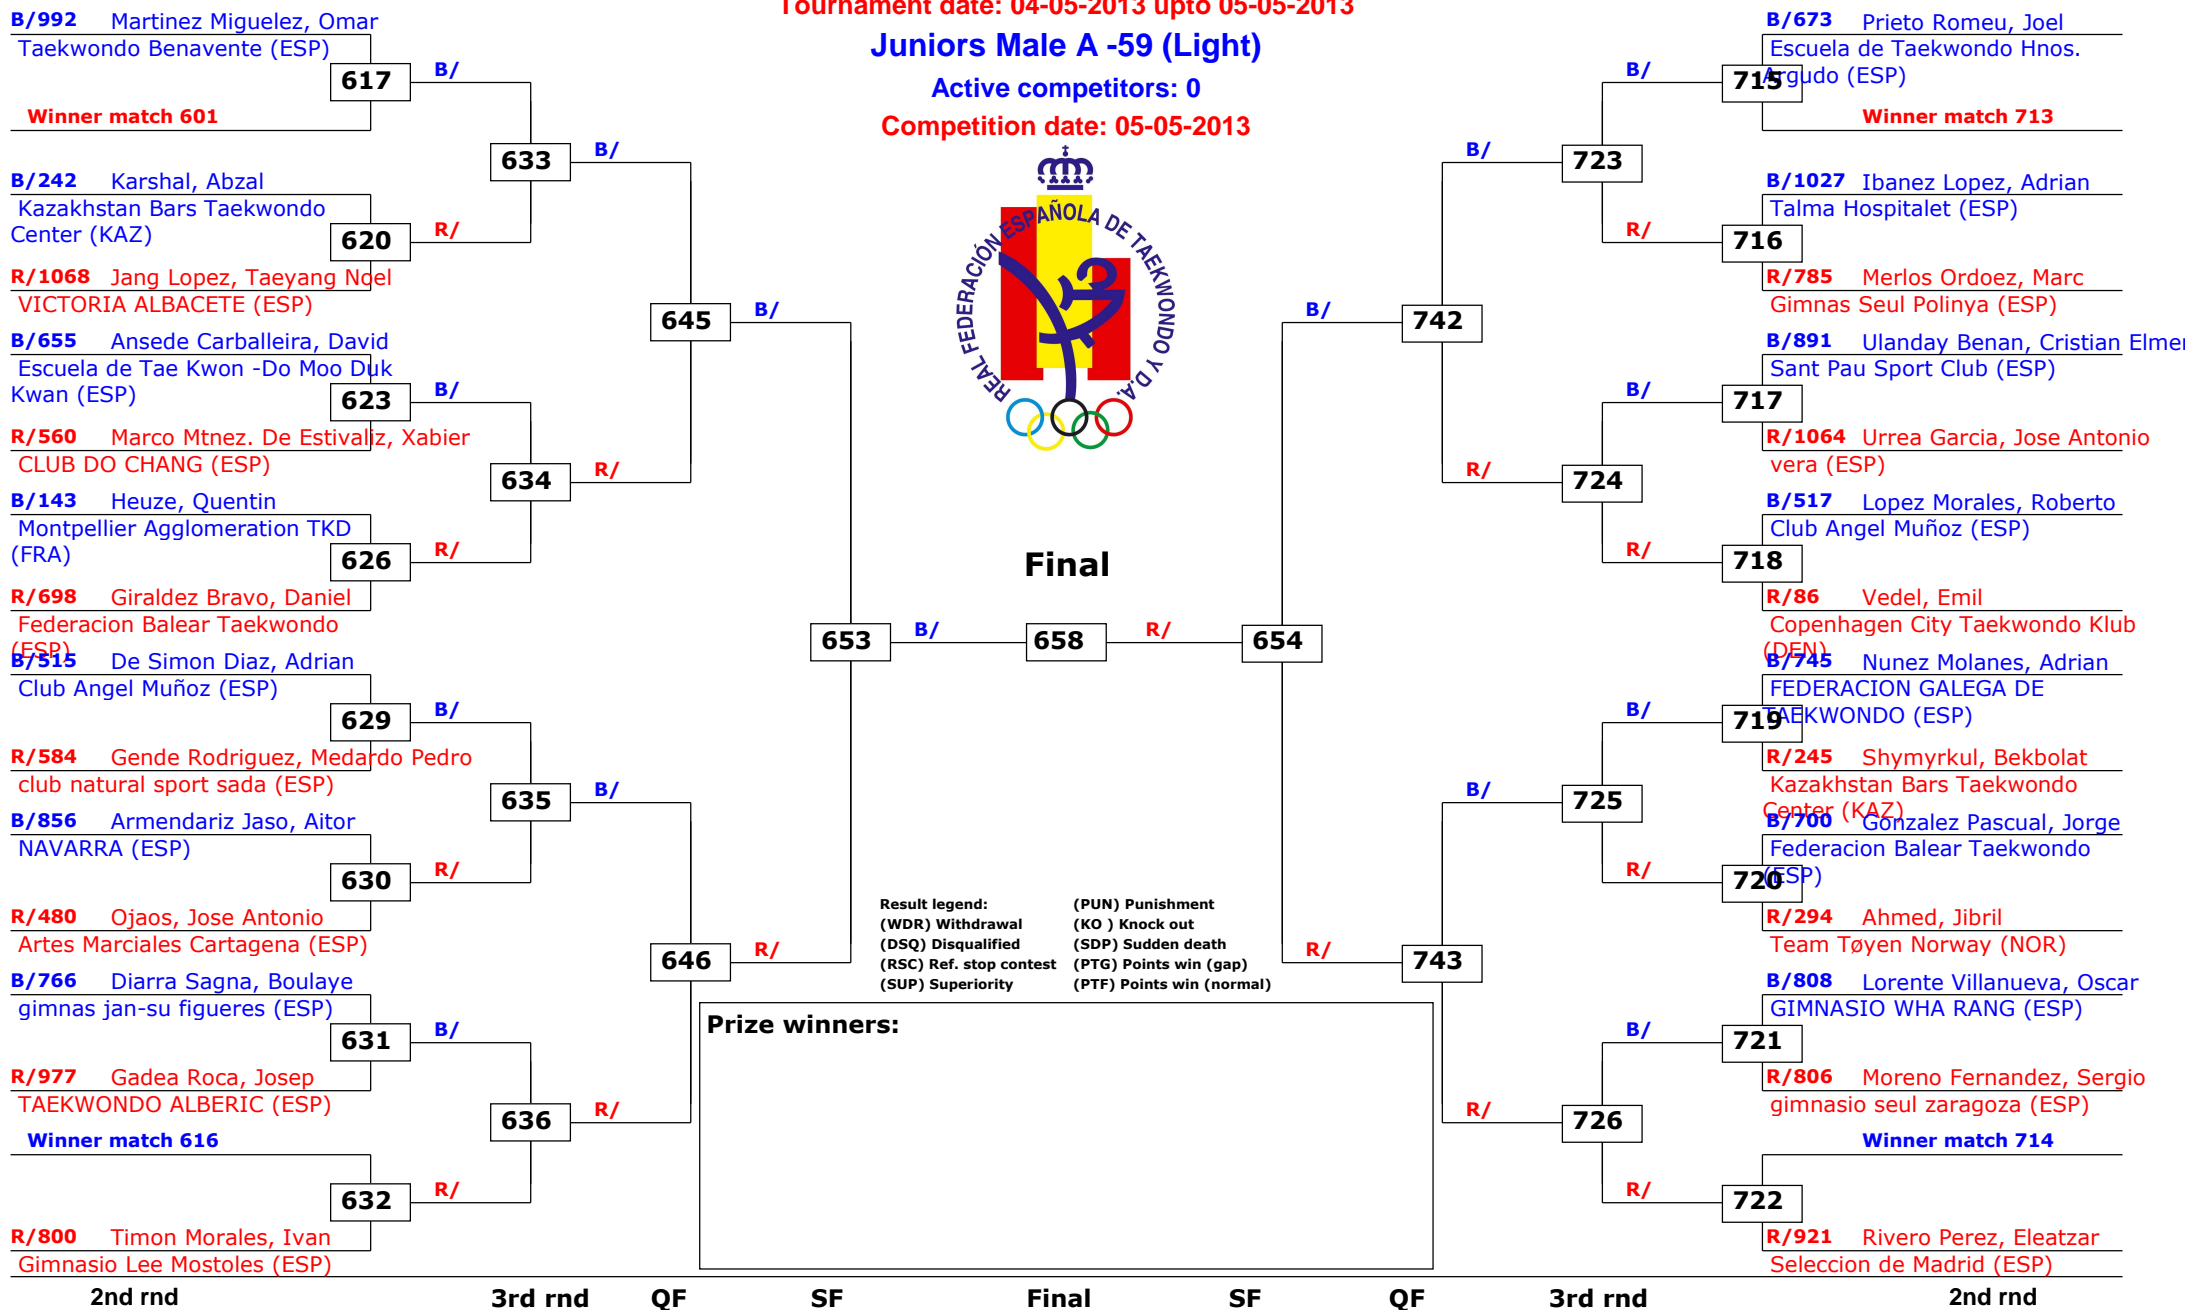 Tournament date: 04-05-2013 upto 05-05-2013
Juniors Male A -59 (Light)
Active competitors: 0
Competition date: 05-05-2013
REAL FEDERACIÓN ESPAÑOLA DE TAEKWONDO Y D.A.
B/992 Martinez Miguelez, Omar
Taekwondo Benavente (ESP)
617
B/
Winner match 601
633
B/
B/242 Karshal, Abzal
Kazakhstan Bars Taekwondo
Center (KAZ)
620
R/
R/1068 Jang Lopez, Taeyang Noel
VICTORIA ALBACETE (ESP)
645
B/
B/655 Ansede Carballeira, David
Escuela de Tae Kwon -Do Moo Duk
Kwan (ESP)
623
B/
R/560 Marco Mtnez. De Estivaliz, Xabier
CLUB DO CHANG (ESP)
634
R/
B/143 Heuze, Quentin
Montpellier Agglomeration TKD
(FRA)
626
R/
R/698 Giraldez Bravo, Daniel
Federacion Balear Taekwondo
(ESP)
653
B/
B/515 De Simon Diaz, Adrian
Club Angel Muñoz (ESP)
629
B/
R/584 Gende Rodriguez, Medardo Pedro
club natural sport sada (ESP)
635
B/
B/856 Armendariz Jaso, Aitor
NAVARRA (ESP)
630
R/
R/480 Ojaos, Jose Antonio
Artes Marciales Cartagena (ESP)
646
R/
B/766 Diarra Sagna, Boulaye
gimnas jan-su figueres (ESP)
631
B/
R/977 Gadea Roca, Josep
TAEKWONDO ALBERIC (ESP)
636
R/
Winner match 616
632
R/
R/800 Timon Morales, Ivan
Gimnasio Lee Mostoles (ESP)
Final
658
R/
654
B/673 Prieto Romeu, Joel
Escuela de Taekwondo Hnos.
Argudo (ESP)
B/
715
Winner match 713
B/
723
B/1027 Ibanez Lopez, Adrian
Talma Hospitalet (ESP)
R/
716
R/785 Merlos Ordoez, Marc
Gimnas Seul Polinya (ESP)
B/
742
B/891 Ulanday Benan, Cristian Elmer
Sant Pau Sport Club (ESP)
B/
717
R/1064 Urrea Garcia, Jose Antonio
vera (ESP)
R/
724
B/517 Lopez Morales, Roberto
Club Angel Muñoz (ESP)
R/
718
R/86 Vedel, Emil
Copenhagen City Taekwondo Klub
(DEN)
B/745 Nunez Molanes, Adrian
FEDERACION GALEGA DE
TAEKWONDO (ESP)
B/
719
R/245 Shymyrkul, Bekbolat
Kazakhstan Bars Taekwondo
Center (KAZ)
B/
725
B/700 Gonzalez Pascual, Jorge
Federacion Balear Taekwondo
(ESP)
R/
720
R/294 Ahmed, Jibril
Team Tøyen Norway (NOR)
R/
743
B/808 Lorente Villanueva, Oscar
GIMNASIO WHA RANG (ESP)
B/
721
R/806 Moreno Fernandez, Sergio
gimnasio seul zaragoza (ESP)
R/
726
Winner match 714
R/
722
R/921 Rivero Perez, Eleatzar
Seleccion de Madrid (ESP)
Result legend: (PUN) Punishment
(WDR) Withdrawal (KO ) Knock out
(DSQ) Disqualified (SDP) Sudden death
(RSC) Ref. stop contest (PTG) Points win (gap)
(SUP) Superiority (PTF) Points win (normal)
Prize winners:
2nd rnd 3rd rnd QF SF Final SF QF 3rd rnd 2nd rnd